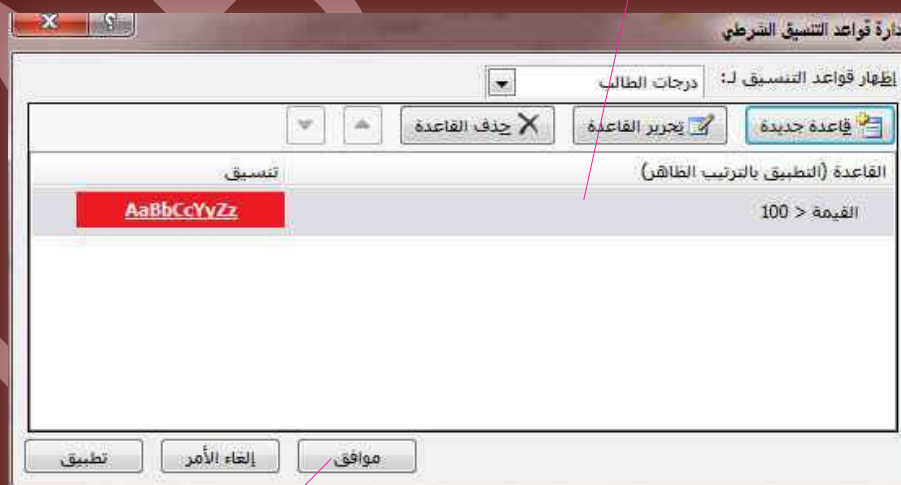 دارة قواعد التنسيق الشرطي
إظهار قواعد التنسيق لـ: درجات الطالب
قاعدة جديدة تحرير القاعدة حذف القاعدة
القاعدة (التطبيق بالترتيب الظاهر) تنسيق
القيمة < 100 AaBbCcYyZz
موافق إلغاء الأمر تطبيق